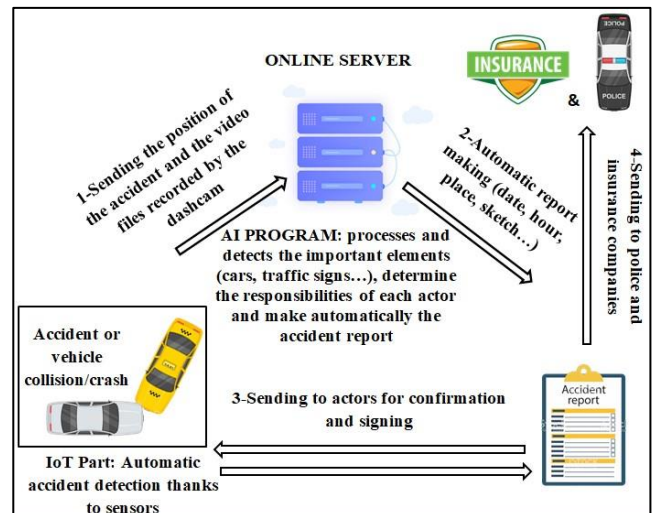 ONLINE SERVER
INSURANCE
&
POLICE
POLICE
1-Sending the position of
the accident and the video
files recorded by the
dashcam
2-Automatic report
making (date, hour,
place, sketch…)
4-Sending to police and
insurance companies
AI PROGRAM: processes and
detects the important elements
(cars, traffic signs…), determine
the responsibilities of each actor
and make automatically the
accident report
Accident or
vehicle
collision/crash
3-Sending to actors for confirmation
and signing
Accident
report
IoT Part: Automatic
accident detection thanks
to sensors